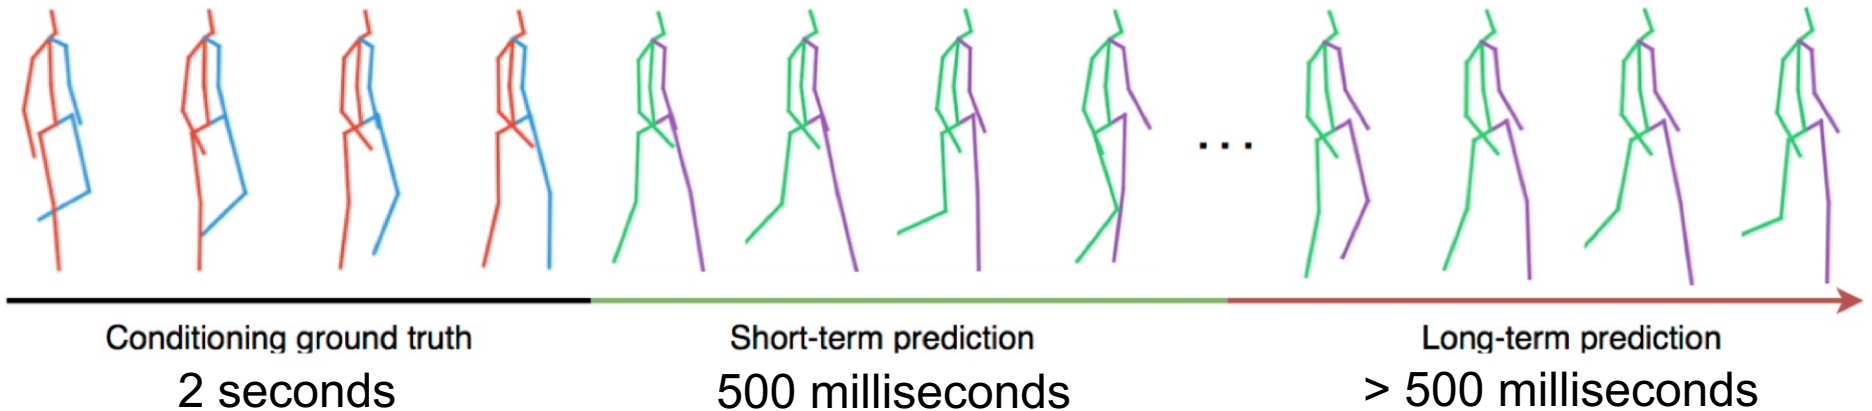 ...
Conditioning ground truth
Short-term prediction
Long-term prediction
2 seconds
500 milliseconds
> 500 milliseconds